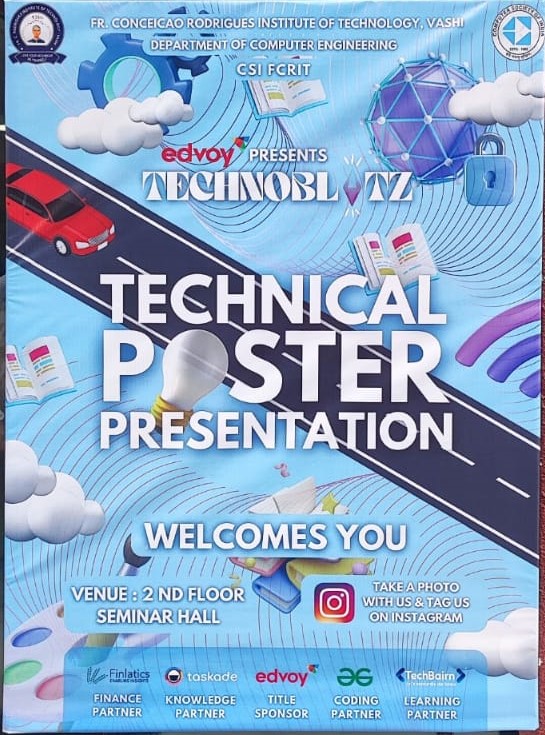 FR. CONCEICAO RODRIGUES INSTITUTE OF TECHNOLOGY, VASHI
DEPARTMENT OF COMPUTER ENGINEERING
CSI FCRIT
edvoy PRESENTS
TECHNOBLITZ
TECHNICAL
POSTER
PRESENTATION
WELCOMES YOU
VENUE : 2 ND FLOOR
SEMINAR HALL
TAKE A PHOTO
WITH US & TAG US
ON INSTAGRAM
Finlatics
FINANCE
PARTNER
taskade
KNOWLEDGE
PARTNER
edvoy
TITLE
SPONSOR
CODING
PARTNER
TechBairn
LEARNING
PARTNER